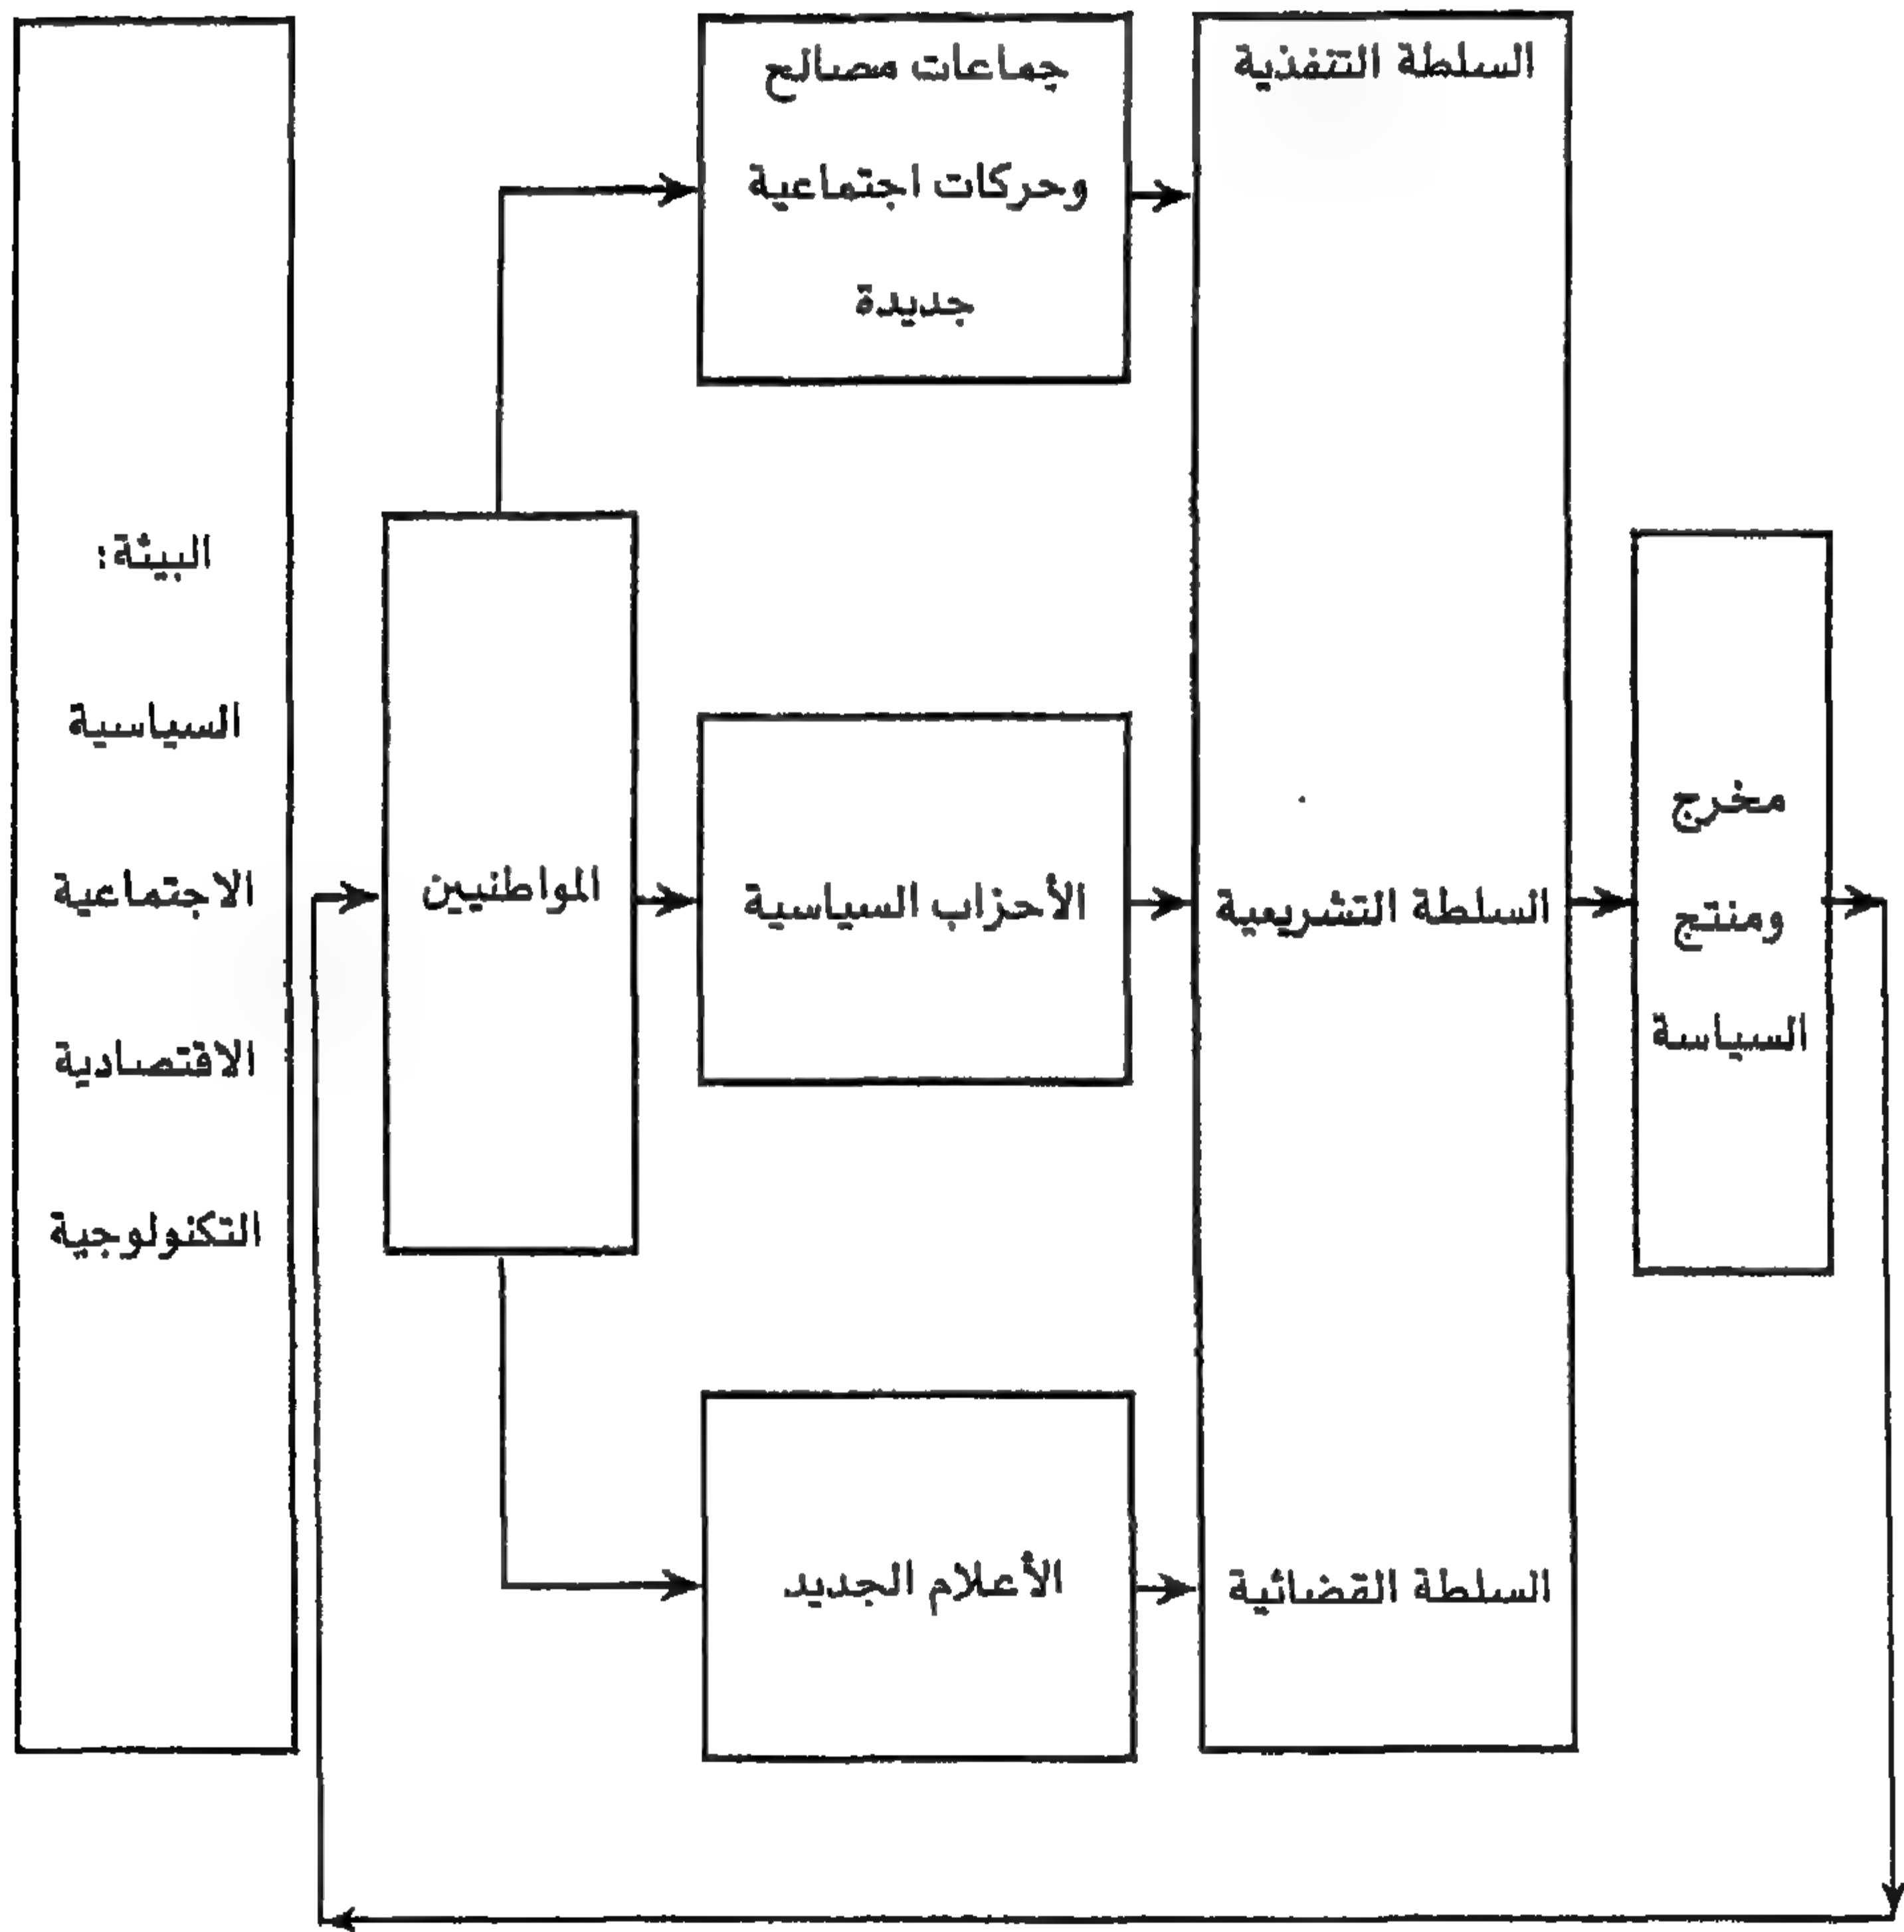 البيئة:
السياسية
الاجتماعية
الاقتصادية
التكنولوجية
المواطنيين
جماعات مصالح
وحركات اجتماعية
جديدة
الأحزاب السياسية
الأعلام الجديد
السلطة التنفذية
السلطة التشريعية
السلطة القضائية
مخرج
ومنتج
السياسة